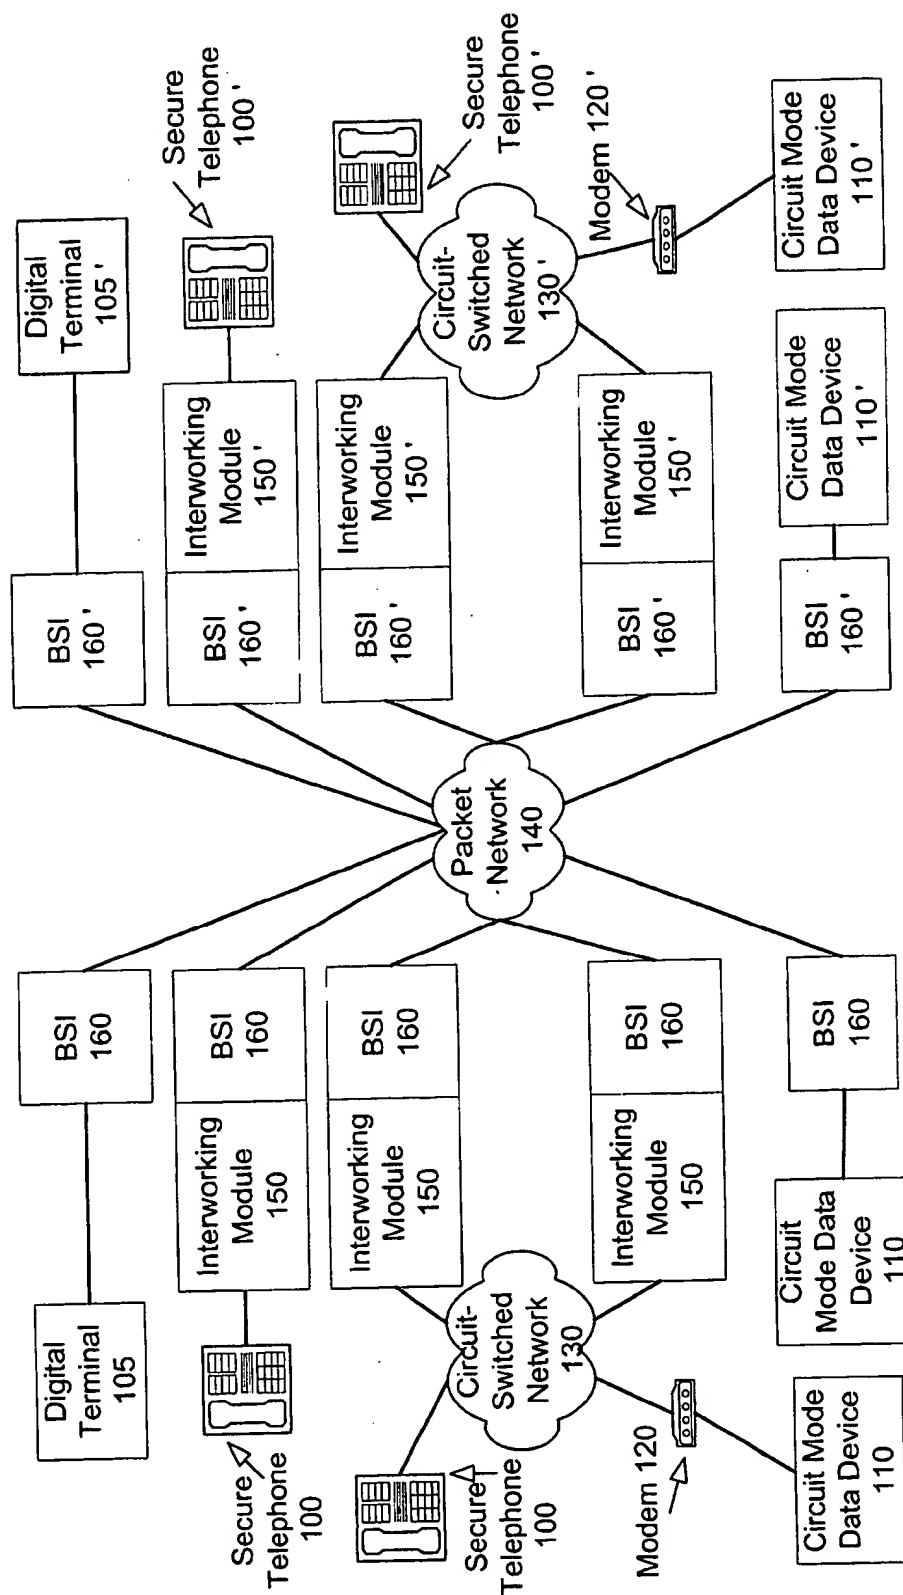 Digital
Terminal
105
BSI
160
BSI
160'
Digital
Terminal
105'
Secure
Telephone
100
Interworking
Module
150
BSI
160
BSI
160'
Interworking
Module
150'
Secure
Telephone
100'
Secure
Telephone
100
Circuit-
Switched
Network
130
Interworking
Module
150
BSI
160
Packet
Network
140
BSI
160'
Interworking
Module
150'
Circuit-
Switched
Network
130'
Secure
Telephone
100'
Modem 120
Interworking
Module
150
BSI
160
BSI
160'
Interworking
Module
150'
Modem 120'
Circuit Mode
Data Device
110
Circuit
Mode Data
Device
110
BSI
160
BSI
160'
Circuit Mode
Data Device
110'
Circuit Mode
Data Device
110'